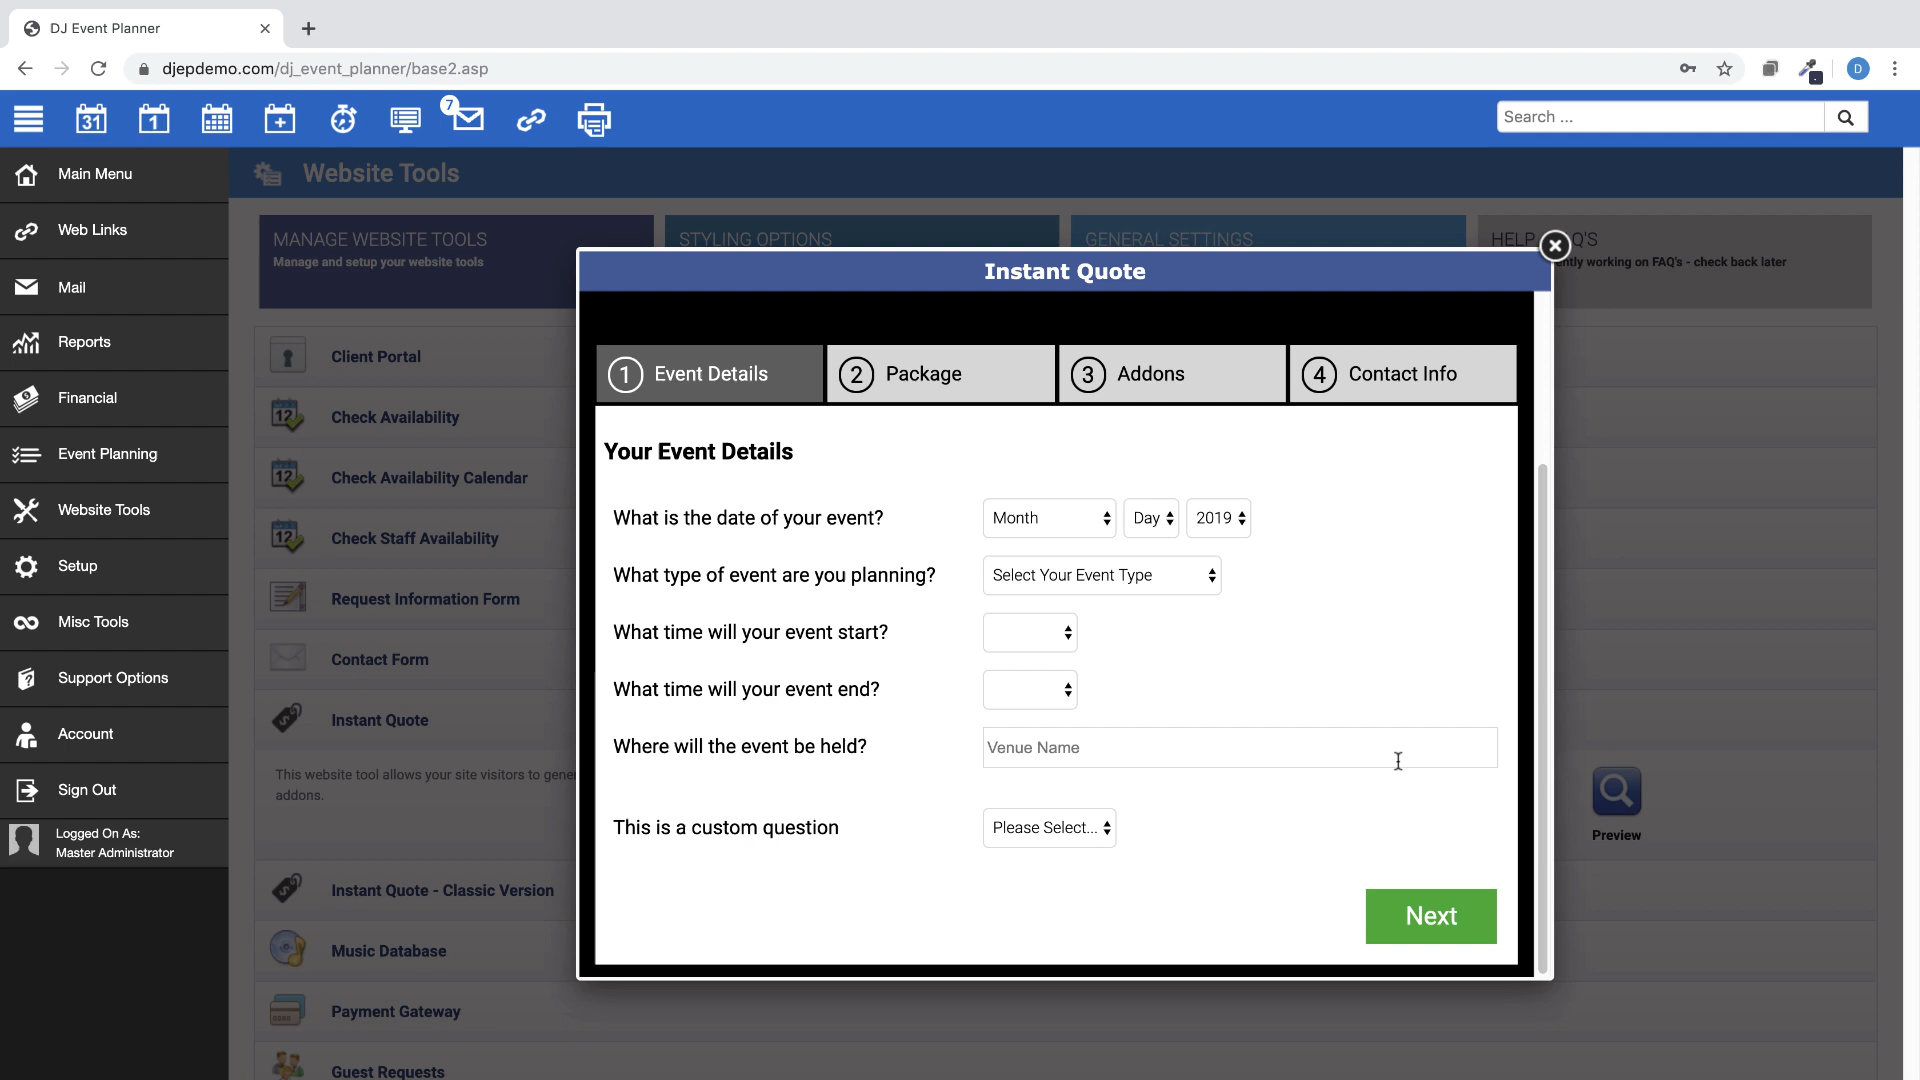 DJ Event Planner
djepdemo.com/dj_event_planner/base2.asp
D
31
1
7
Search ...
Main Menu
Web Links
Mail
Reports
Financial
Event Planning
Website Tools
Setup
Misc Tools
Support Options
Account
Sign Out
Logged On As:
Master Administrator
Website Tools
MANAGE WEBSITE TOOLS
Manage and setup your website tools
STYLING OPTIONS
GENERAL SETTINGS
HELP Q'S
ntly working on FAQ's - check back later
Client Portal
12
Check Availability
12
Check Availability Calendar
12
Check Staff Availability
Request Information Form
Contact Form
Instant Quote
This website tool allows your site visitors to gene
addons.
Preview
Instant Quote - Classic Version
Music Database
Payment Gateway
Guest Requests
Instant Quote
1 Event Details
2 Package
3 Addons
4 Contact Info
Your Event Details
What is the date of your event? Month Day 2019
What type of event are you planning? Select Your Event Type
What time will your event start?
What time will your event end?
Where will the event be held? Venue Name
This is a custom question Please Select...
Next